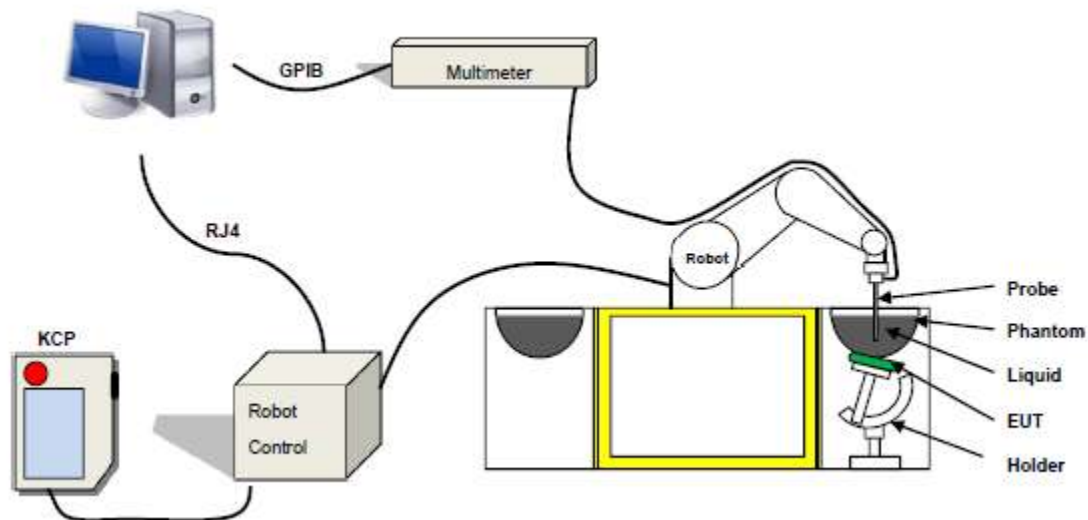 GPIB
Multimeter
RJ4
Robot
Probe
Phantom
Liquid
EUT
Holder
KCP
Robot
Control